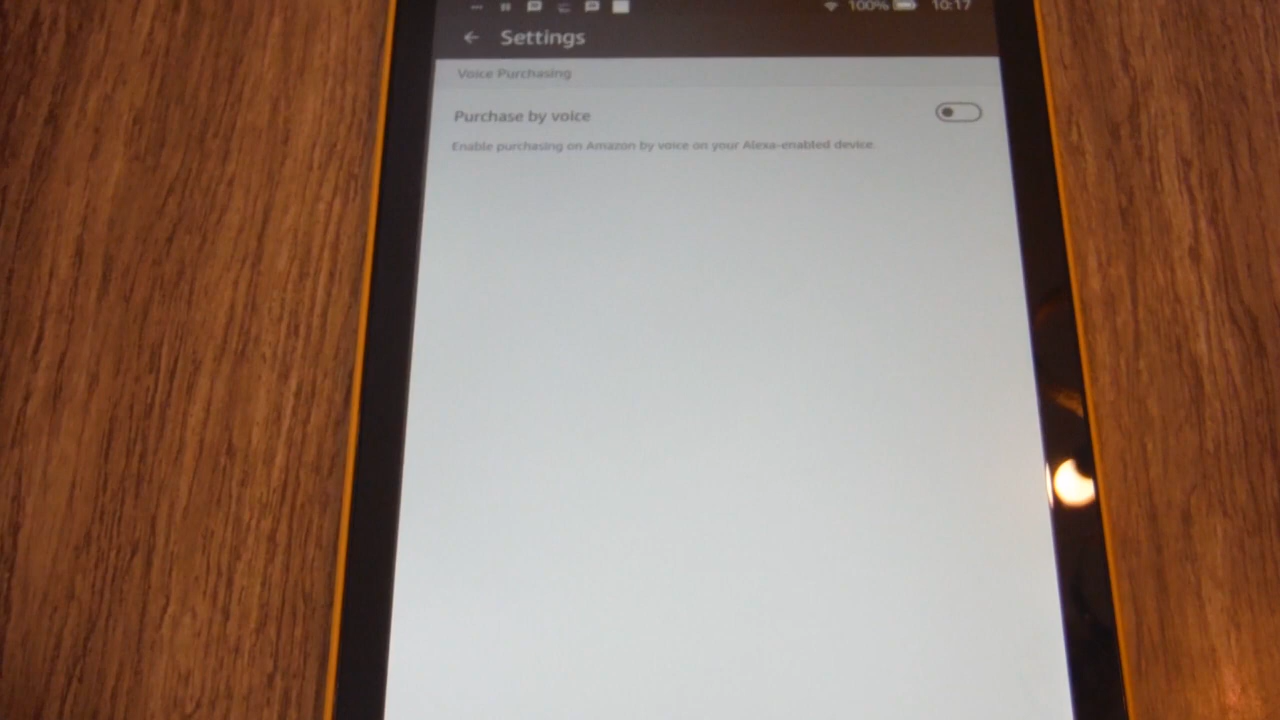 100% 10:17
Settings
Voice Purchasing
Purchase by voice
Enable purchasing on Amazon by voice on your Alexa-enabled device.